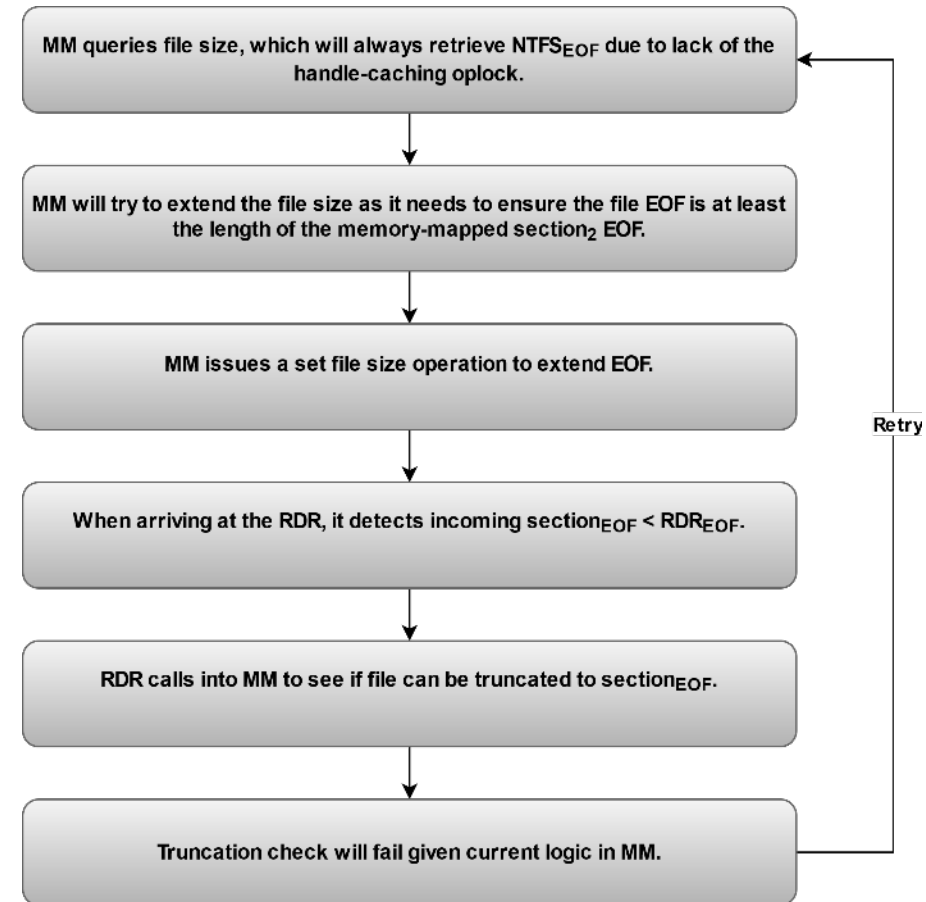 MM queries file size, which will always retrieve NTFS_EOF due to lack of the
handle-caching oplock.
MM will try to extend the file size as it needs to ensure the file EOF is at least
the length of the memory-mapped section₂ EOF.
MM issues a set file size operation to extend EOF.
Retry
When arriving at the RDR, it detects incoming section_EOF < RDR_EOF.
RDR calls into MM to see if file can be truncated to section_EOF.
Truncation check will fail given current logic in MM.